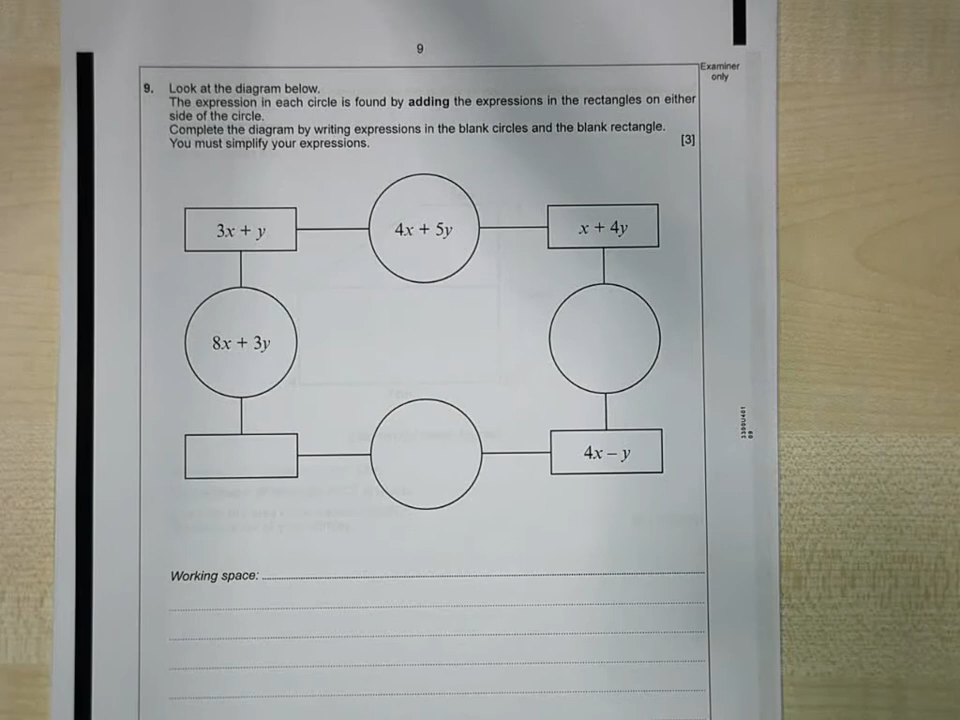 9
Examiner
only
9. Look at the diagram below.
The expression in each circle is found by adding the expressions in the rectangles on either
side of the circle.
Complete the diagram by writing expressions in the blank circles and the blank rectangle.
You must simplify your expressions. [3]
3x + y
4x + 5y
x + 4y
8x + 3y
4x – y
Working space: